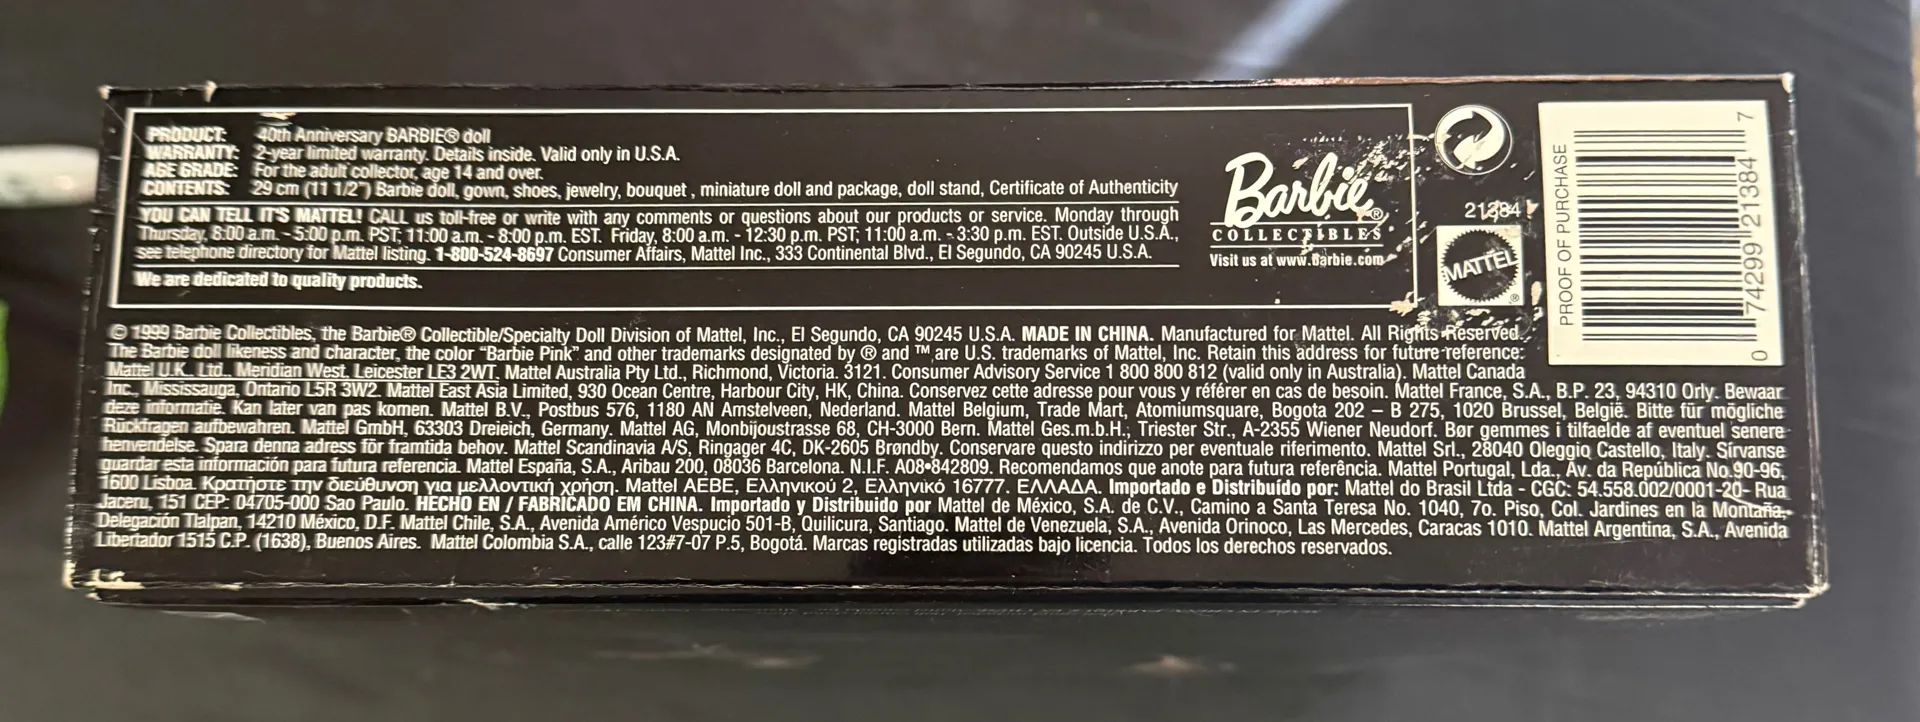 PRODUCT: 40th Anniversary BARBIE® doll
WARRANTY: 2-year limited warranty. Details inside. Valid only in U.S.A.
AGE GRADE: For the adult collector, age 14 and over.
CONTENTS: 29 cm (11 1/2") Barbie doll, gown, shoes, jewelry, bouquet , miniature doll and package, doll stand, Certificate of Authenticity
YOU CAN TELL IT'S MATTEL! CALL us toll-free or write with any comments or questions about our products or service. Monday through
Thursday, 8:00 a.m. - 5:00 p.m. PST; 11:00 a.m. - 8:00 p.m. EST. Friday, 8:00 a.m. - 12:30 p.m. PST; 11:00 a.m. - 3:30 p.m. EST. Outside U.S.A.,
see telephone directory for Mattel listing. 1-800-524-8697 Consumer Affairs, Mattel Inc., 333 Continental Blvd., El Segundo, CA 90245 U.S.A.
We are dedicated to quality products.
Barbie®
COLLECTIBLES
Visit us at www.Barbie.com
21384
MATTEL
®
PROOF OF PURCHASE
0 74299 21384 7
© 1999 Barbie Collectibles, the Barbie® Collectible/Specialty Doll Division of Mattel, Inc., El Segundo, CA 90245 U.S.A. MADE IN CHINA. Manufactured for Mattel. All Rights Reserved.
The Barbie doll likeness and character, the color “Barbie Pink” and other trademarks designated by ® and ™ are U.S. trademarks of Mattel, Inc. Retain this address for future reference:
Mattel U.K., Ltd., Meridian West, Leicester LE3 2WT. Mattel Australia Pty Ltd., Richmond, Victoria. 3121. Consumer Advisory Service 1 800 800 812 (valid only in Australia). Mattel Canada
Inc., Mississauga, Ontario L5R 3W2. Mattel East Asia Limited, 930 Ocean Centre, Harbour City, HK, China. Conservez cette adresse pour vous y référer en cas de besoin. Mattel France, S.A., B.P. 23, 94310 Orly. Bewaar
deze informatie. Kan later van pas komen. Mattel B.V., Postbus 576, 1180 AN Amstelveen, Nederland. Mattel Belgium, Trade Mart, Atomiumsquare, Bogota 202 – B 275, 1020 Brussel, België. Bitte für mögliche
Rückfragen aufbewahren. Mattel GmbH, 63303 Dreieich, Germany. Mattel AG, Monbijoustrasse 68, CH-3000 Bern. Mattel Ges.m.b.H., Triester Str., A-2355 Wiener Neudorf. Bør gemmes i tilfaelde af eventuel senere
henvendelse. Spara denna adress för framtida behov. Mattel Scandinavia A/S, Ringager 4C, DK-2605 Brøndby. Conservare questo indirizzo per eventuale riferimento. Mattel Srl., 28040 Oleggio Castello, Italy. Sírvanse
guardar esta información para futura referencia. Mattel España, S.A., Aribau 200, 08036 Barcelona. N.I.F. A08•842809. Recomendamos que anote para futura referência. Mattel Portugal, Lda., Av. da República No.90-96,
1600 Lisboa. Κρατήστε την διεύθυνση για μελλοντική χρήση. Mattel AEBE, Ελληνικού 2, Ελληνικό 16777. ΕΛΛΑΔΑ. Importado e Distribuído por: Mattel do Brasil Ltda - CGC: 54.558.002/0001-20- Rua
Jaceru, 151 CEP: 04705-000 Sao Paulo. HECHO EN / FABRICADO EM CHINA. Importado y Distribuido por Mattel de México, S.A. de C.V., Camino a Santa Teresa No. 1040, 7o. Piso, Col. Jardines en la Montaña,
Delegación Tlalpan, 14210 México, D.F. Mattel Chile, S.A., Avenida Américo Vespucio 501-B, Quilicura, Santiago. Mattel de Venezuela, S.A., Avenida Orinoco, Las Mercedes, Caracas 1010. Mattel Argentina, S.A., Avenida
Libertador 1515 C.P. (1638), Buenos Aires. Mattel Colombia S.A., calle 123#7-07 P.5, Bogotá. Marcas registradas utilizadas bajo licencia. Todos los derechos reservados.